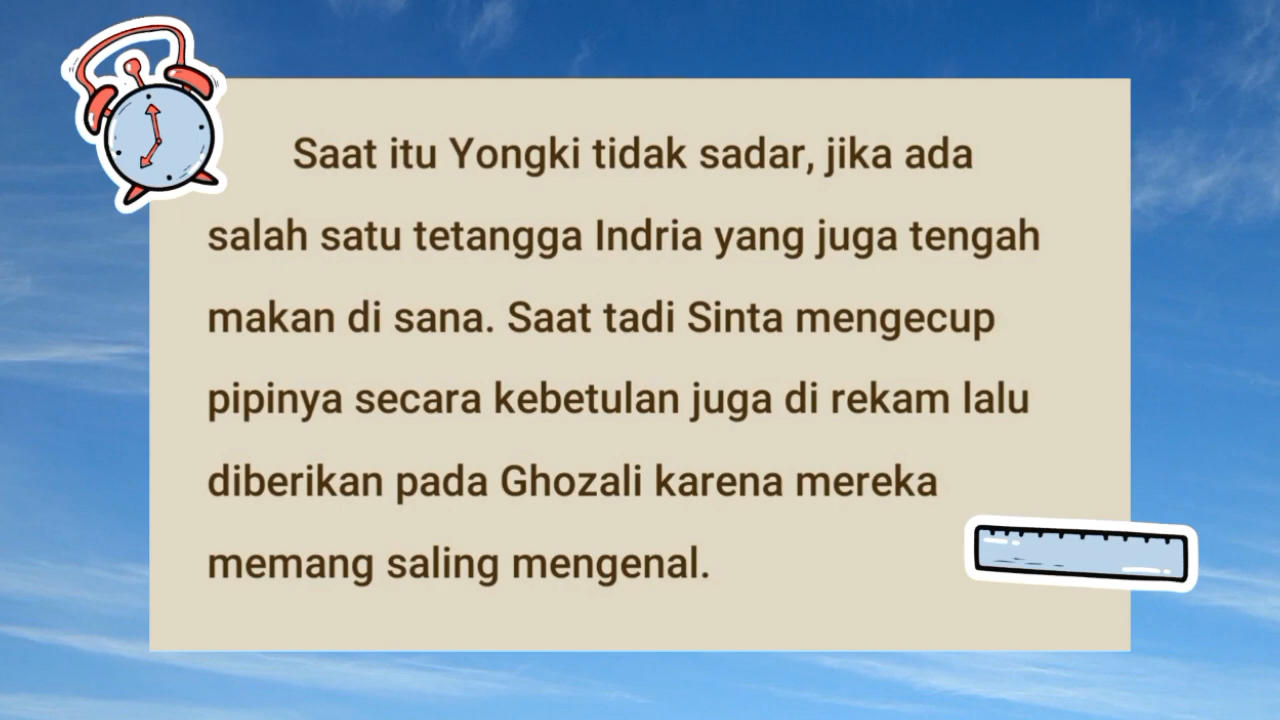 Saat itu Yongki tidak sadar, jika ada
salah satu tetangga Indria yang juga tengah
makan di sana. Saat tadi Sinta mengecup
pipinya secara kebetulan juga di rekam lalu
diberikan pada Ghozali karena mereka
memang saling mengenal.